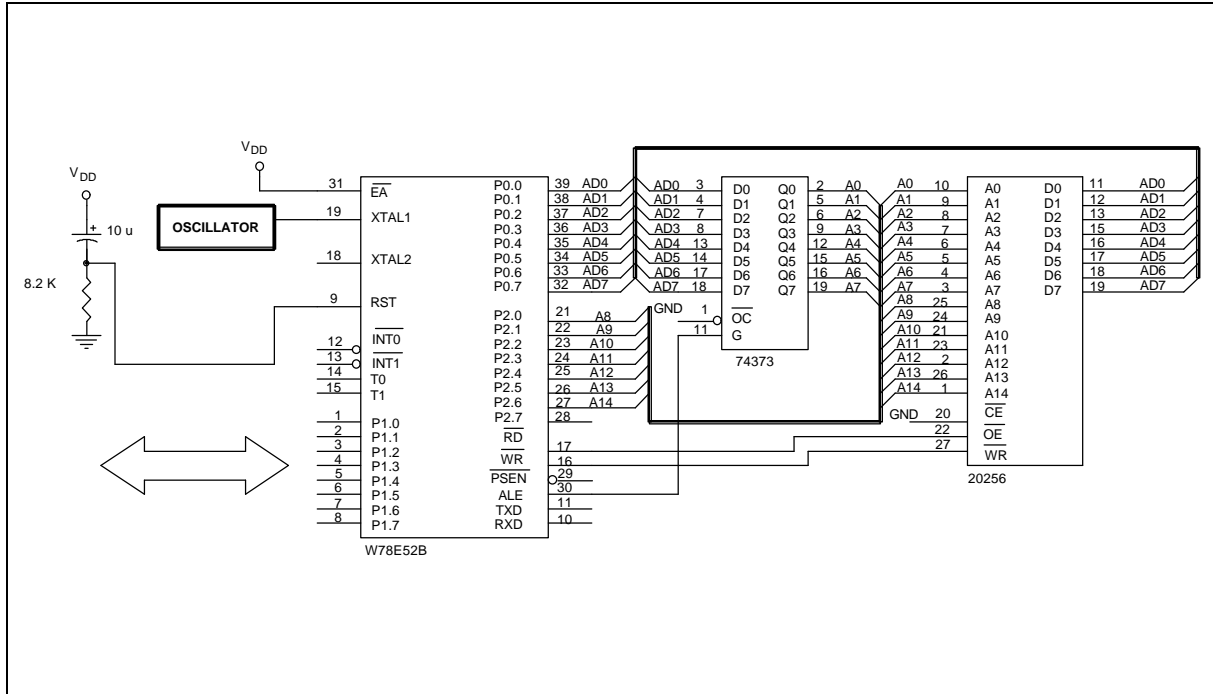 VDD
VDD
10 u
8.2 K
OSCILLATOR
31 EA
19 XTAL1
18 XTAL2
9 RST
12 INT0
13 INT1
14 T0
15 T1
1 P1.0
2 P1.1
3 P1.2
4 P1.3
5 P1.4
6 P1.5
7 P1.6
8 P1.7
P0.0 39 AD0
P0.1 38 AD1
P0.2 37 AD2
P0.3 36 AD3
P0.4 35 AD4
P0.5 34 AD5
P0.6 33 AD6
P0.7 32 AD7
P2.0 21 A8
P2.1 22 A9
P2.2 23 A10
P2.3 24 A11
P2.4 25 A12
P2.5 26 A13
P2.6 27 A14
P2.7 28
RD 17
WR 16
PSEN 29
ALE 30
TXD 11
RXD 10
W78E52B
AD0 3 D0 Q0 2 A0
AD1 4 D1 Q1 5 A1
AD2 7 D2 Q2 6 A2
AD3 8 D3 Q3 9 A3
AD4 13 D4 Q4 12 A4
AD5 14 D5 Q5 15 A5
AD6 17 D6 Q6 16 A6
AD7 18 D7 Q7 19 A7
GND 1 OC
11 G
74373
A0 10 A0 D0 11 AD0
A1 9 A1 D1 12 AD1
A2 8 A2 D2 13 AD2
A3 7 A3 D3 15 AD3
A4 6 A4 D4 16 AD4
A5 5 A5 D5 17 AD5
A6 4 A6 D6 18 AD6
A7 3 A7 D7 19 AD7
A8 25 A8
A9 24 A9
A10 21 A10
A11 23 A11
A12 2 A12
A13 26 A13
A14 1 A14
GND 20 CE
22 OE
27 WR
20256